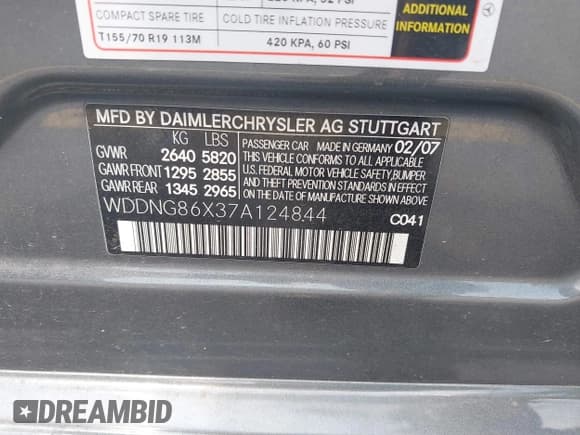 COMPACT SPARE TIRE
COLD TIRE INFLATION PRESSURE
T155/70 R19 113M
420 KPA, 60 PSI
ADDITIONAL
INFORMATION
MFD BY DAIMLERCHRYSLER AG STUTTGART
KG LBS
GVWR 2640 5820
GAWR FRONT 1295 2855
GAWR REAR 1345 2965
PASSENGER CAR MADE IN GERMANY 02/07
THIS VEHICLE CONFORMS TO ALL APPLICABLE
U.S. FEDERAL MOTOR VEHICLE SAFETY,BUMPER
AND THEFT PREVENTION STANDARDS IN EFFECT
ON THE DATE OF MANUFACTURE SHOWN ABOVE
WDDNG86X37A124844
C041
DREAMBID